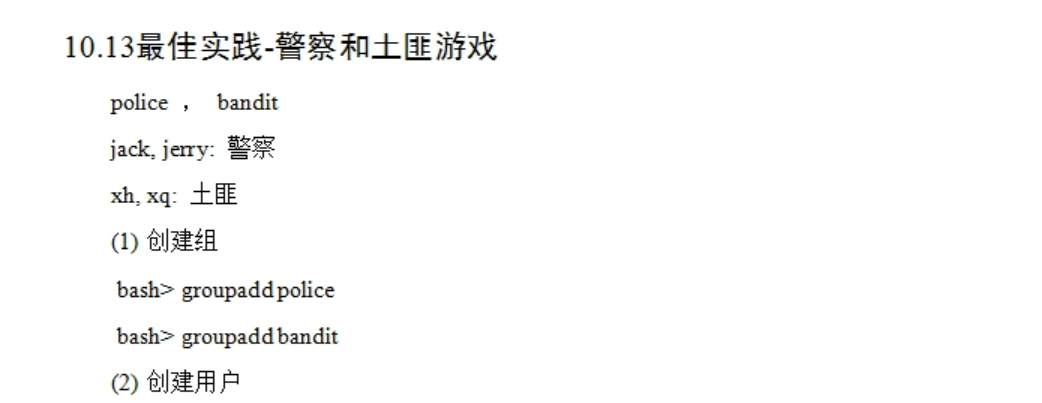 10.13最佳实践-警察和土匪游戏
police ， bandit
jack, jerry: 警察
xh, xq: 土匪
(1) 创建组
bash> groupadd police
bash> groupadd bandit
(2) 创建用户